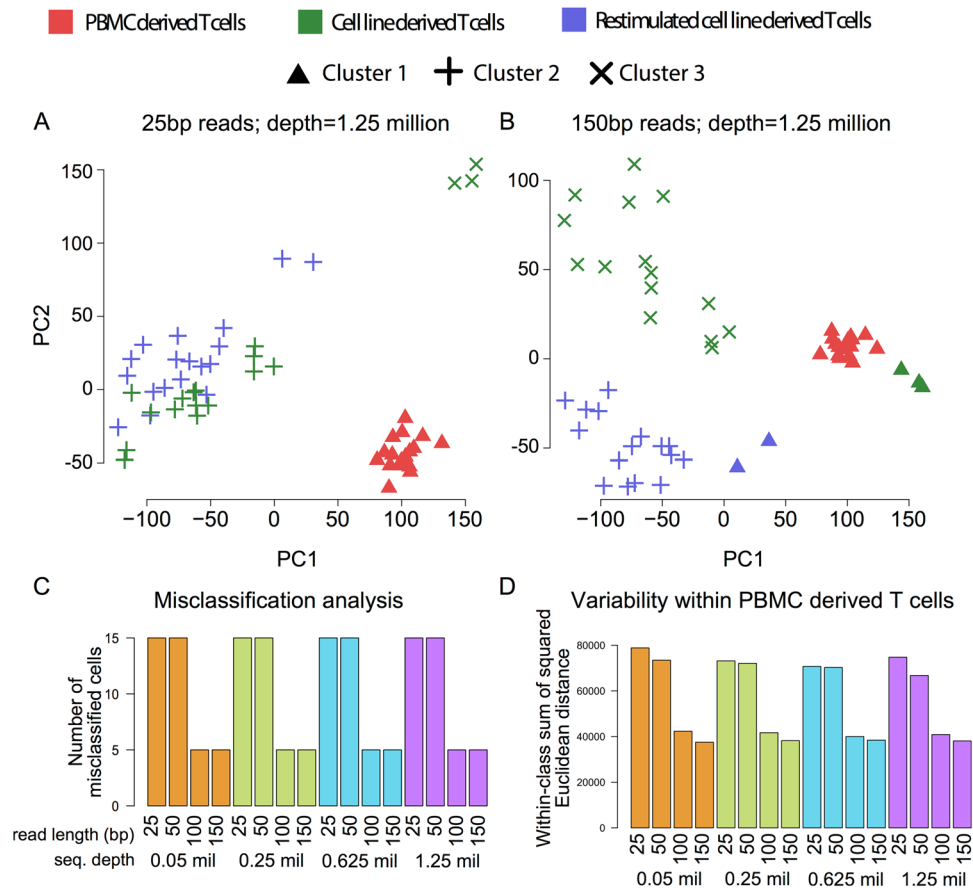 PBMC derived T cells Cell line derived T cells Restimulated cell line derived T cells
Cluster 1 Cluster 2 Cluster 3
A 25bp reads; depth=1.25 million
150
100
50
0
-50
PC2
−100 −50 0 50 100 150
PC1
B 150bp reads; depth=1.25 million
100
50
0
-50
−100 −50 0 50 100 150
PC1
C Misclassification analysis
Number of
misclassified cells
15
10
5
0
read length (bp) 25 50 100 150 25 50 100 150 25 50 100 150 25 50 100 150
seq. depth 0.05 mil 0.25 mil 0.625 mil 1.25 mil
D Variability within PBMC derived T cells
Within-class sum of squared
Euclidean distance
80000
60000
40000
20000
0
25 50 100 150 25 50 100 150 25 50 100 150 25 50 100 150
0.05 mil 0.25 mil 0.625 mil 1.25 mil